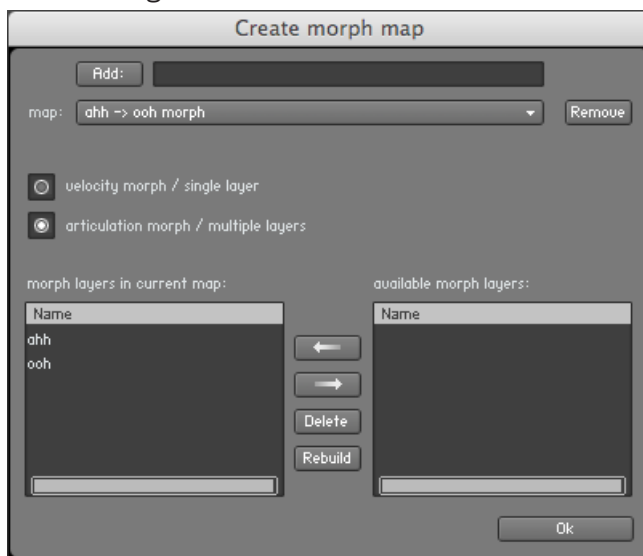 Create morph map
Add:
map: ahh -> ooh morph Remove
velocity morph / single layer
articulation morph / multiple layers
morph layers in current map: available morph layers:
Name Name
ahh
ooh
Delete
Rebuild
Ok